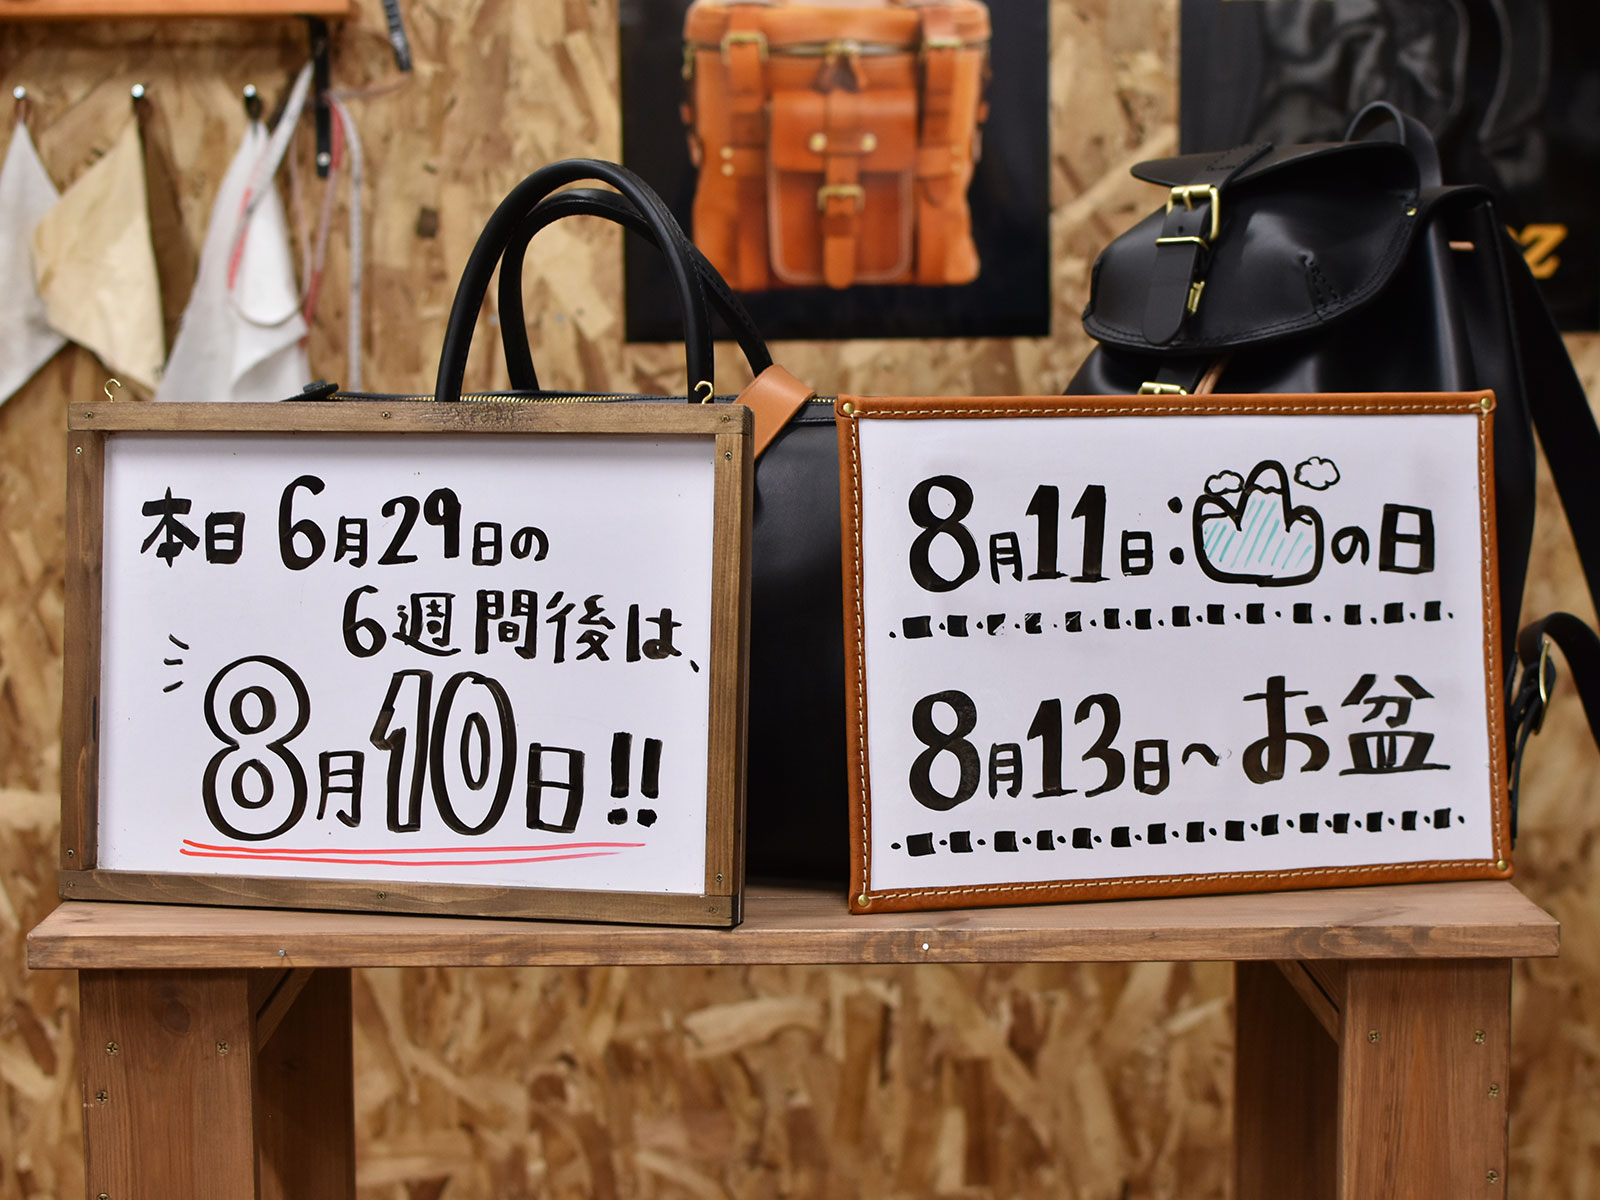 本日 6月29日の
6週間後は、
8月10日!!
8月11日:山の日
8月13日〜お盆